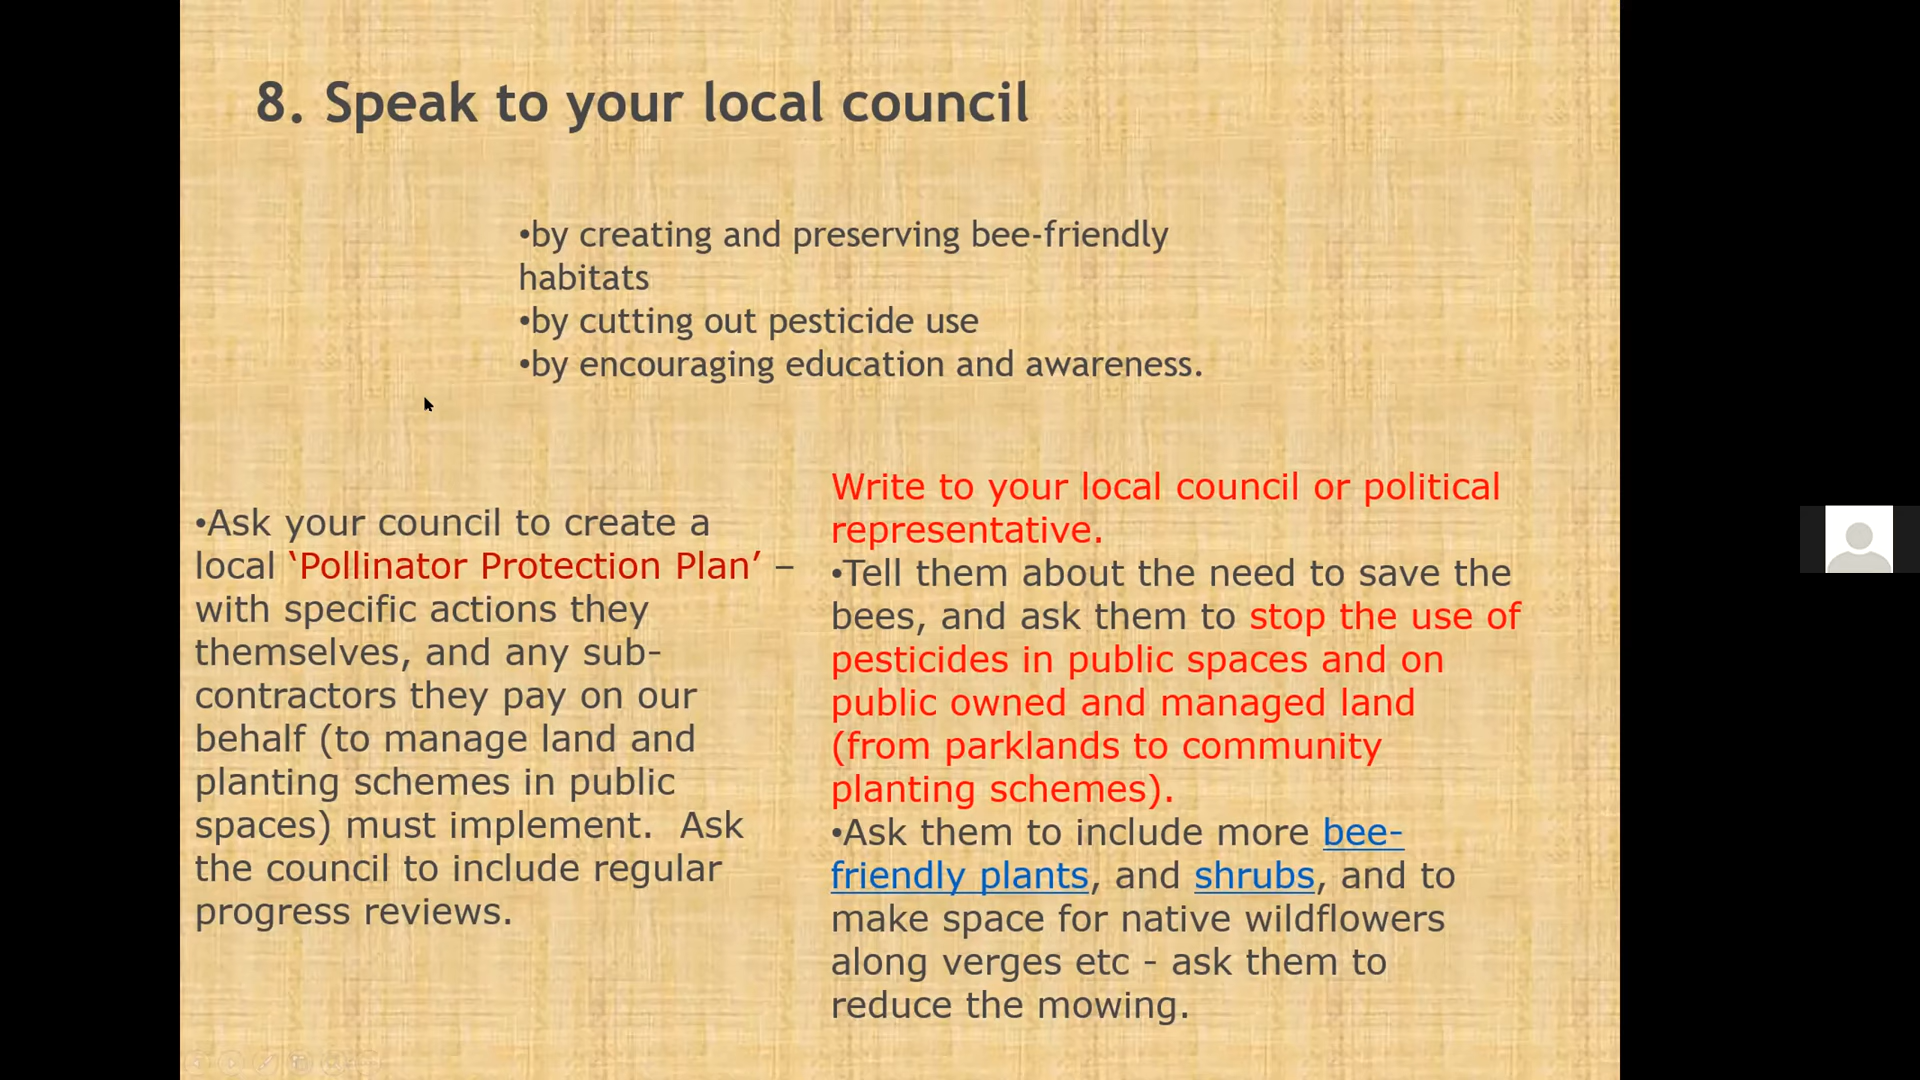 8. Speak to your local council
•by creating and preserving bee-friendly
habitats
•by cutting out pesticide use
•by encouraging education and awareness.
•Ask your council to create a
local ‘Pollinator Protection Plan’ –
with specific actions they
themselves, and any sub-
contractors they pay on our
behalf (to manage land and
planting schemes in public
spaces) must implement.  Ask
the council to include regular
progress reviews.
Write to your local council or political
representative.
•Tell them about the need to save the
bees, and ask them to stop the use of
pesticides in public spaces and on
public owned and managed land
(from parklands to community
planting schemes).
•Ask them to include more bee-
friendly plants, and shrubs, and to
make space for native wildflowers
along verges etc - ask them to
reduce the mowing.